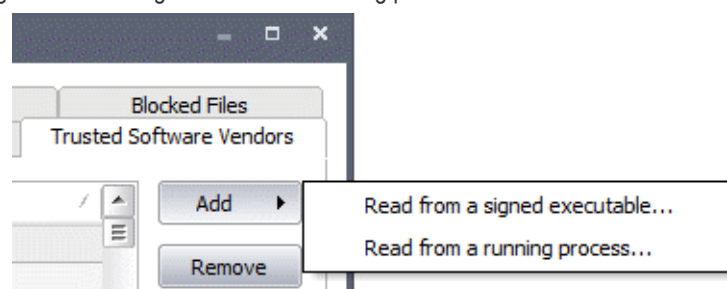 Blocked Files
Trusted Software Vendors
Add
Read from a signed executable...
Read from a running process...
Remove